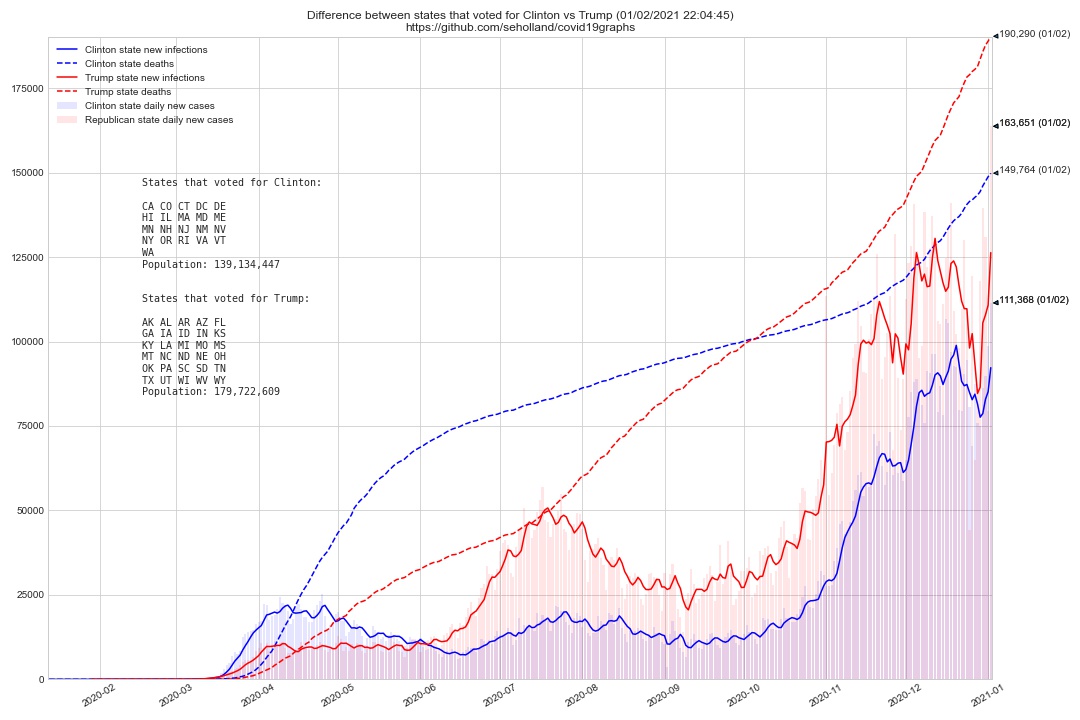 Difference between states that voted for Clinton vs Trump (01/02/2021 22:04:45)
https://github.com/seholland/covid19graphs
Clinton state new infections
Clinton state deaths
Trump state new infections
Trump state deaths
Clinton state daily new cases
Republican state daily new cases
190,290 (01/02)
163,651 (01/02)
149,764 (01/02)
111,368 (01/02)
175000
150000
125000
100000
75000
50000
25000
0
States that voted for Clinton:
CA CO CT DC DE
HI IL MA MD ME
MN NH NJ NM NV
NY OR RI VA VT
WA
Population: 139,134,447
States that voted for Trump:
AK AL AR AZ FL
GA IA ID IN KS
KY LA MI MO MS
MT NC ND NE OH
OK PA SC SD TN
TX UT WI WV WY
Population: 179,722,609
2020-02
2020-03
2020-04
2020-05
2020-06
2020-07
2020-08
2020-09
2020-10
2020-11
2020-12
2021-01